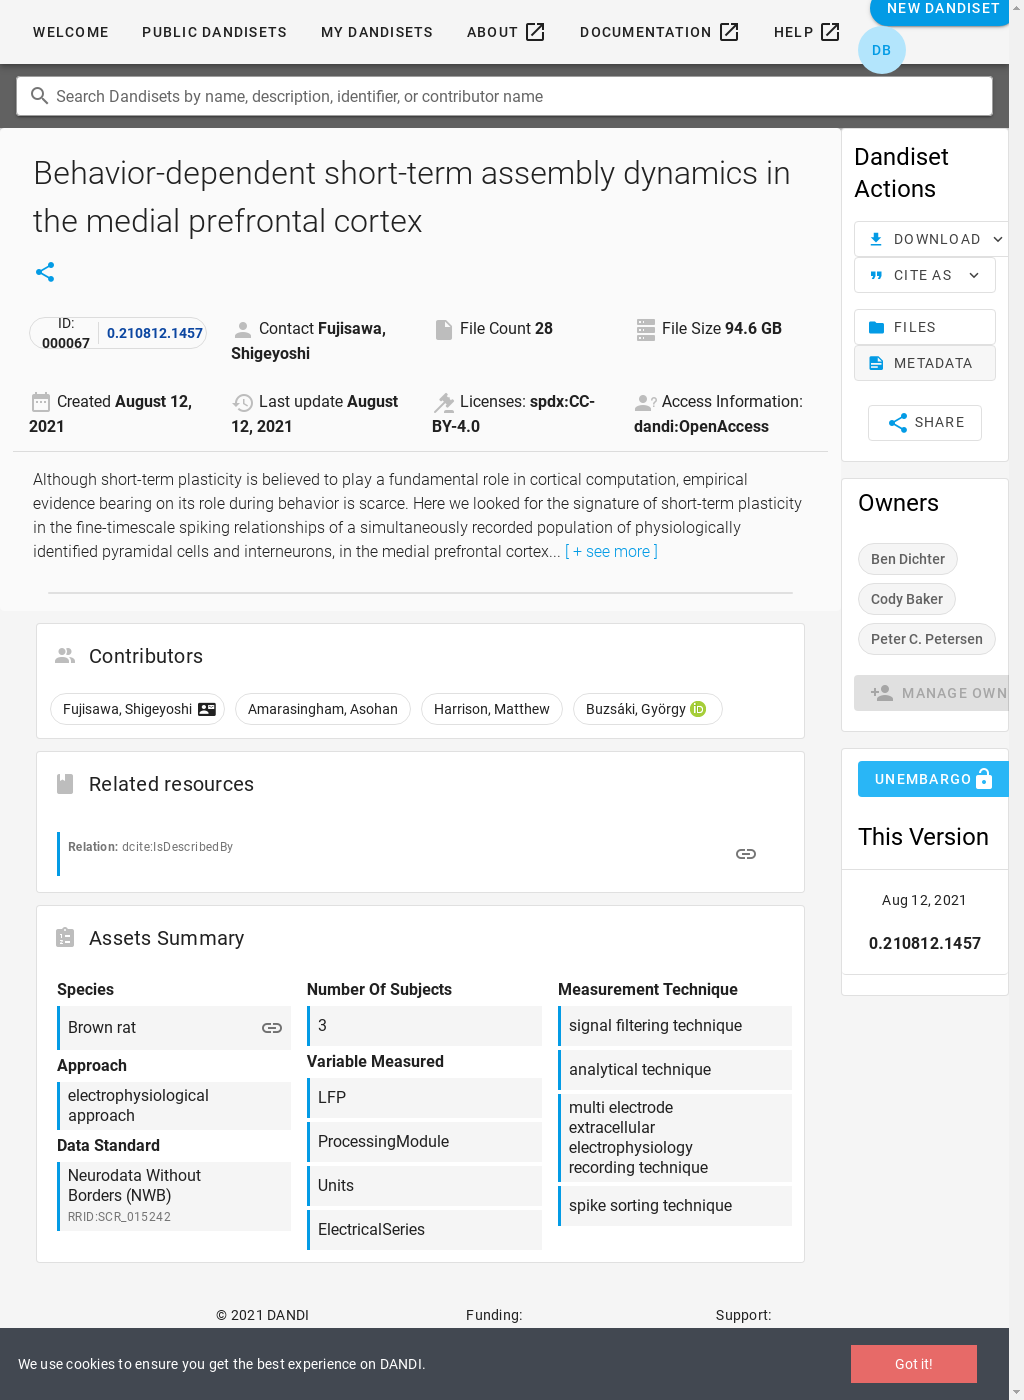 WELCOME PUBLIC DANDISETS MY DANDISETS ABOUT DOCUMENTATION HELP NEW DANDISET
DB
Search Dandisets by name, description, identifier, or contributor name
Behavior-dependent short-term assembly dynamics in
the medial prefrontal cortex
ID:
000067
0.210812.1457
Contact Fujisawa,
Shigeyoshi
File Count 28
File Size 94.6 GB
Created August 12,
2021
Last update August
12, 2021
Licenses: spdx:CC-
BY-4.0
Access Information:
dandi:OpenAccess
Although short-term plasticity is believed to play a fundamental role in cortical computation, empirical
evidence bearing on its role during behavior is scarce. Here we looked for the signature of short-term plasticity
in the fine-timescale spiking relationships of a simultaneously recorded population of physiologically
identified pyramidal cells and interneurons, in the medial prefrontal cortex... [ + see more ]
Contributors
Fujisawa, Shigeyoshi
Amarasingham, Asohan
Harrison, Matthew
Buzsáki, György iD
Related resources
Relation: dcite:IsDescribedBy
Assets Summary
Species
Brown rat
Approach
electrophysiological
approach
Data Standard
Neurodata Without
Borders (NWB)
RRID:SCR_015242
Number Of Subjects
3
Variable Measured
LFP
ProcessingModule
Units
ElectricalSeries
Measurement Technique
signal filtering technique
analytical technique
multi electrode
extracellular
electrophysiology
recording technique
spike sorting technique
Dandiset
Actions
DOWNLOAD
CITE AS
FILES
METADATA
SHARE
Owners
Ben Dichter
Cody Baker
Peter C. Petersen
MANAGE OWN
UNEMBARGO
This Version
Aug 12, 2021
0.210812.1457
© 2021 DANDI
Funding:
Support:
We use cookies to ensure you get the best experience on DANDI.
Got it!